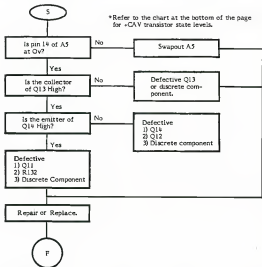 S
*Refer to the chart at the bottom of the page
for +CAV transistor state levels.
Is pin 14 of A5
at 0v?
No
Swapout A5
Yes
Is the collector
of Q13 High?
No
Defective Q13
or discrete com-
ponent.
Yes
Is the emitter of
Q14 High?
No
Defective
1) Q14
2) Q12
3) Discrete component
Yes
Defective
1) Q11
2) R132
3) Discrete Component
Repair of Replace.
F